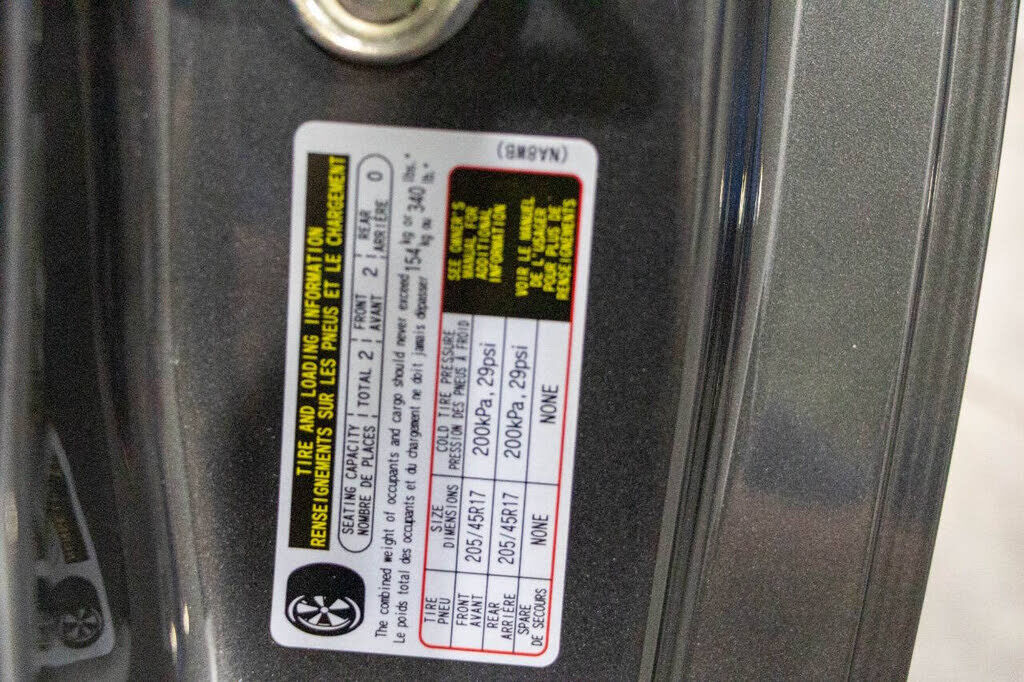 TIRE AND LOADING INFORMATION
RENSEIGNEMENTS SUR LES PNEUS ET LE CHARGEMENT
SEATING CAPACITY TOTAL 2 FRONT 2 REAR 0
NOMBRE DE PLACES AVANT ARRIÈRE
The combined weight of occupants and cargo should never exceed 154 kg or 340 lbs.*
Le poids total des occupants et du chargement ne doit jamais dépasser kg ou lb.*
TIRE SIZE COLD TIRE PRESSURE
PNEU DIMENSIONS PRESSION DES PNEUS À FROID
FRONT 205/45R17 200kPa, 29psi
AVANT
REAR 205/45R17 200kPa, 29psi
ARRIÈRE
SPARE NONE NONE
DE SECOURS
SEE OWNER'S
MANUAL FOR
ADDITIONAL
INFORMATION
VOIR LE MANUEL
DE L'USAGER
POUR PLUS DE
RENSEIGNEMENTS
(NA8WB)